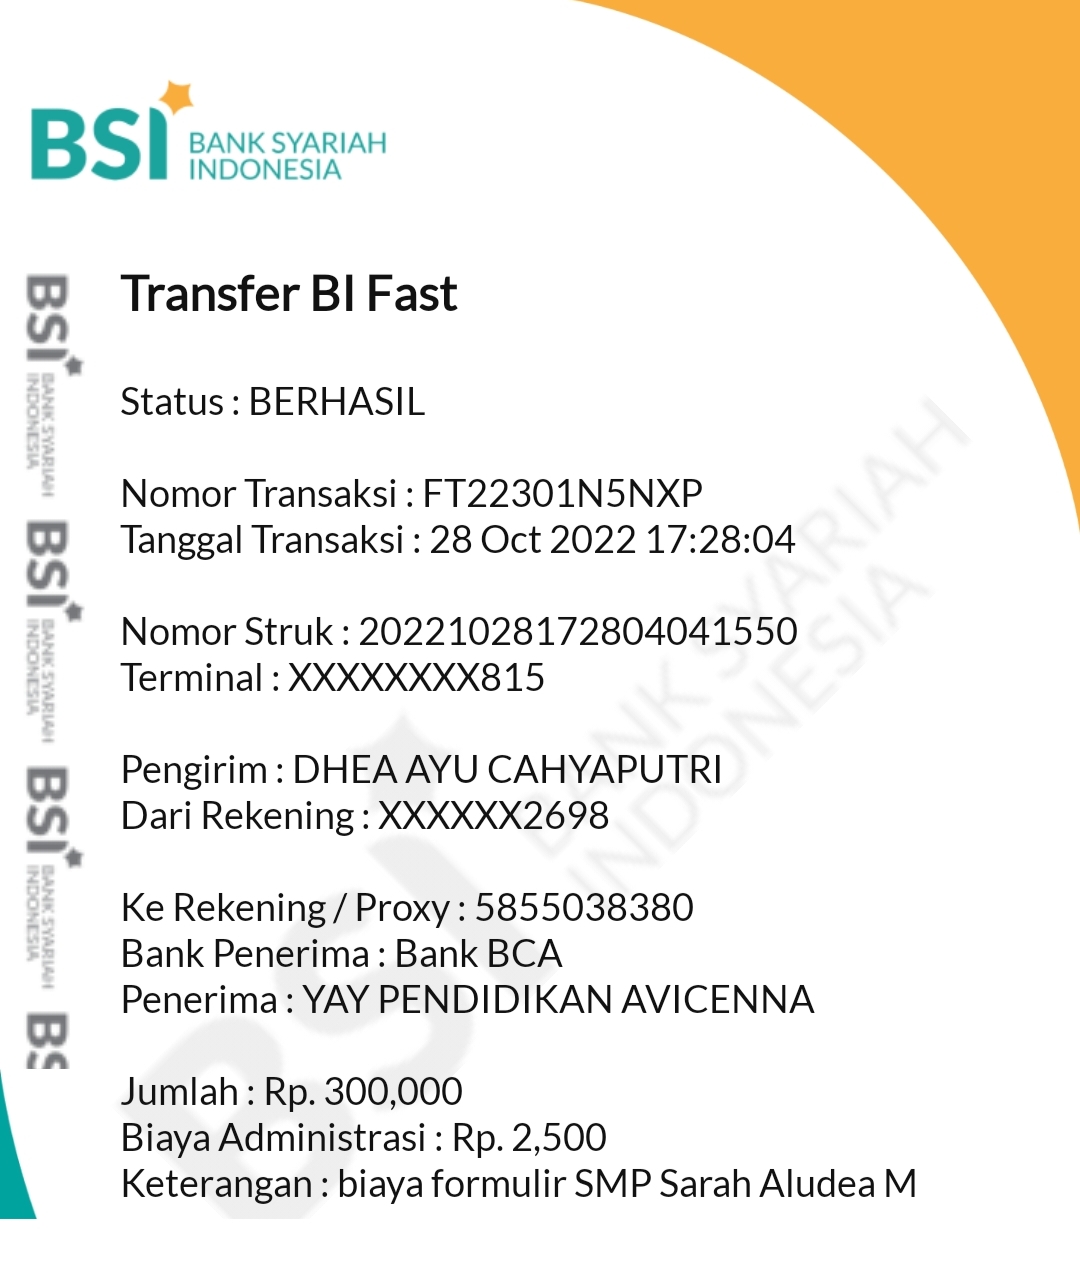 BSI BANK SYARIAH
INDONESIA
Transfer BI Fast
Status : BERHASIL
Nomor Transaksi : FT22301N5NXP
Tanggal Transaksi : 28 Oct 2022 17:28:04
Nomor Struk : 20221028172804041550
Terminal : XXXXXXXX815
Pengirim : DHEA AYU CAHYAPUTRI
Dari Rekening : XXXXXX2698
Ke Rekening / Proxy : 5855038380
Bank Penerima : Bank BCA
Penerima : YAY PENDIDIKAN AVICENNA
Jumlah : Rp. 300,000
Biaya Administrasi : Rp. 2,500
Keterangan : biaya formulir SMP Sarah Aludea M
BSI BANK SYARIAH
INDONESIA
BSI BANK SYARIAH
INDONESIA
BSI BANK SYARIAH
INDONESIA
BS
BSI BANK SYARIAH
INDONESIA